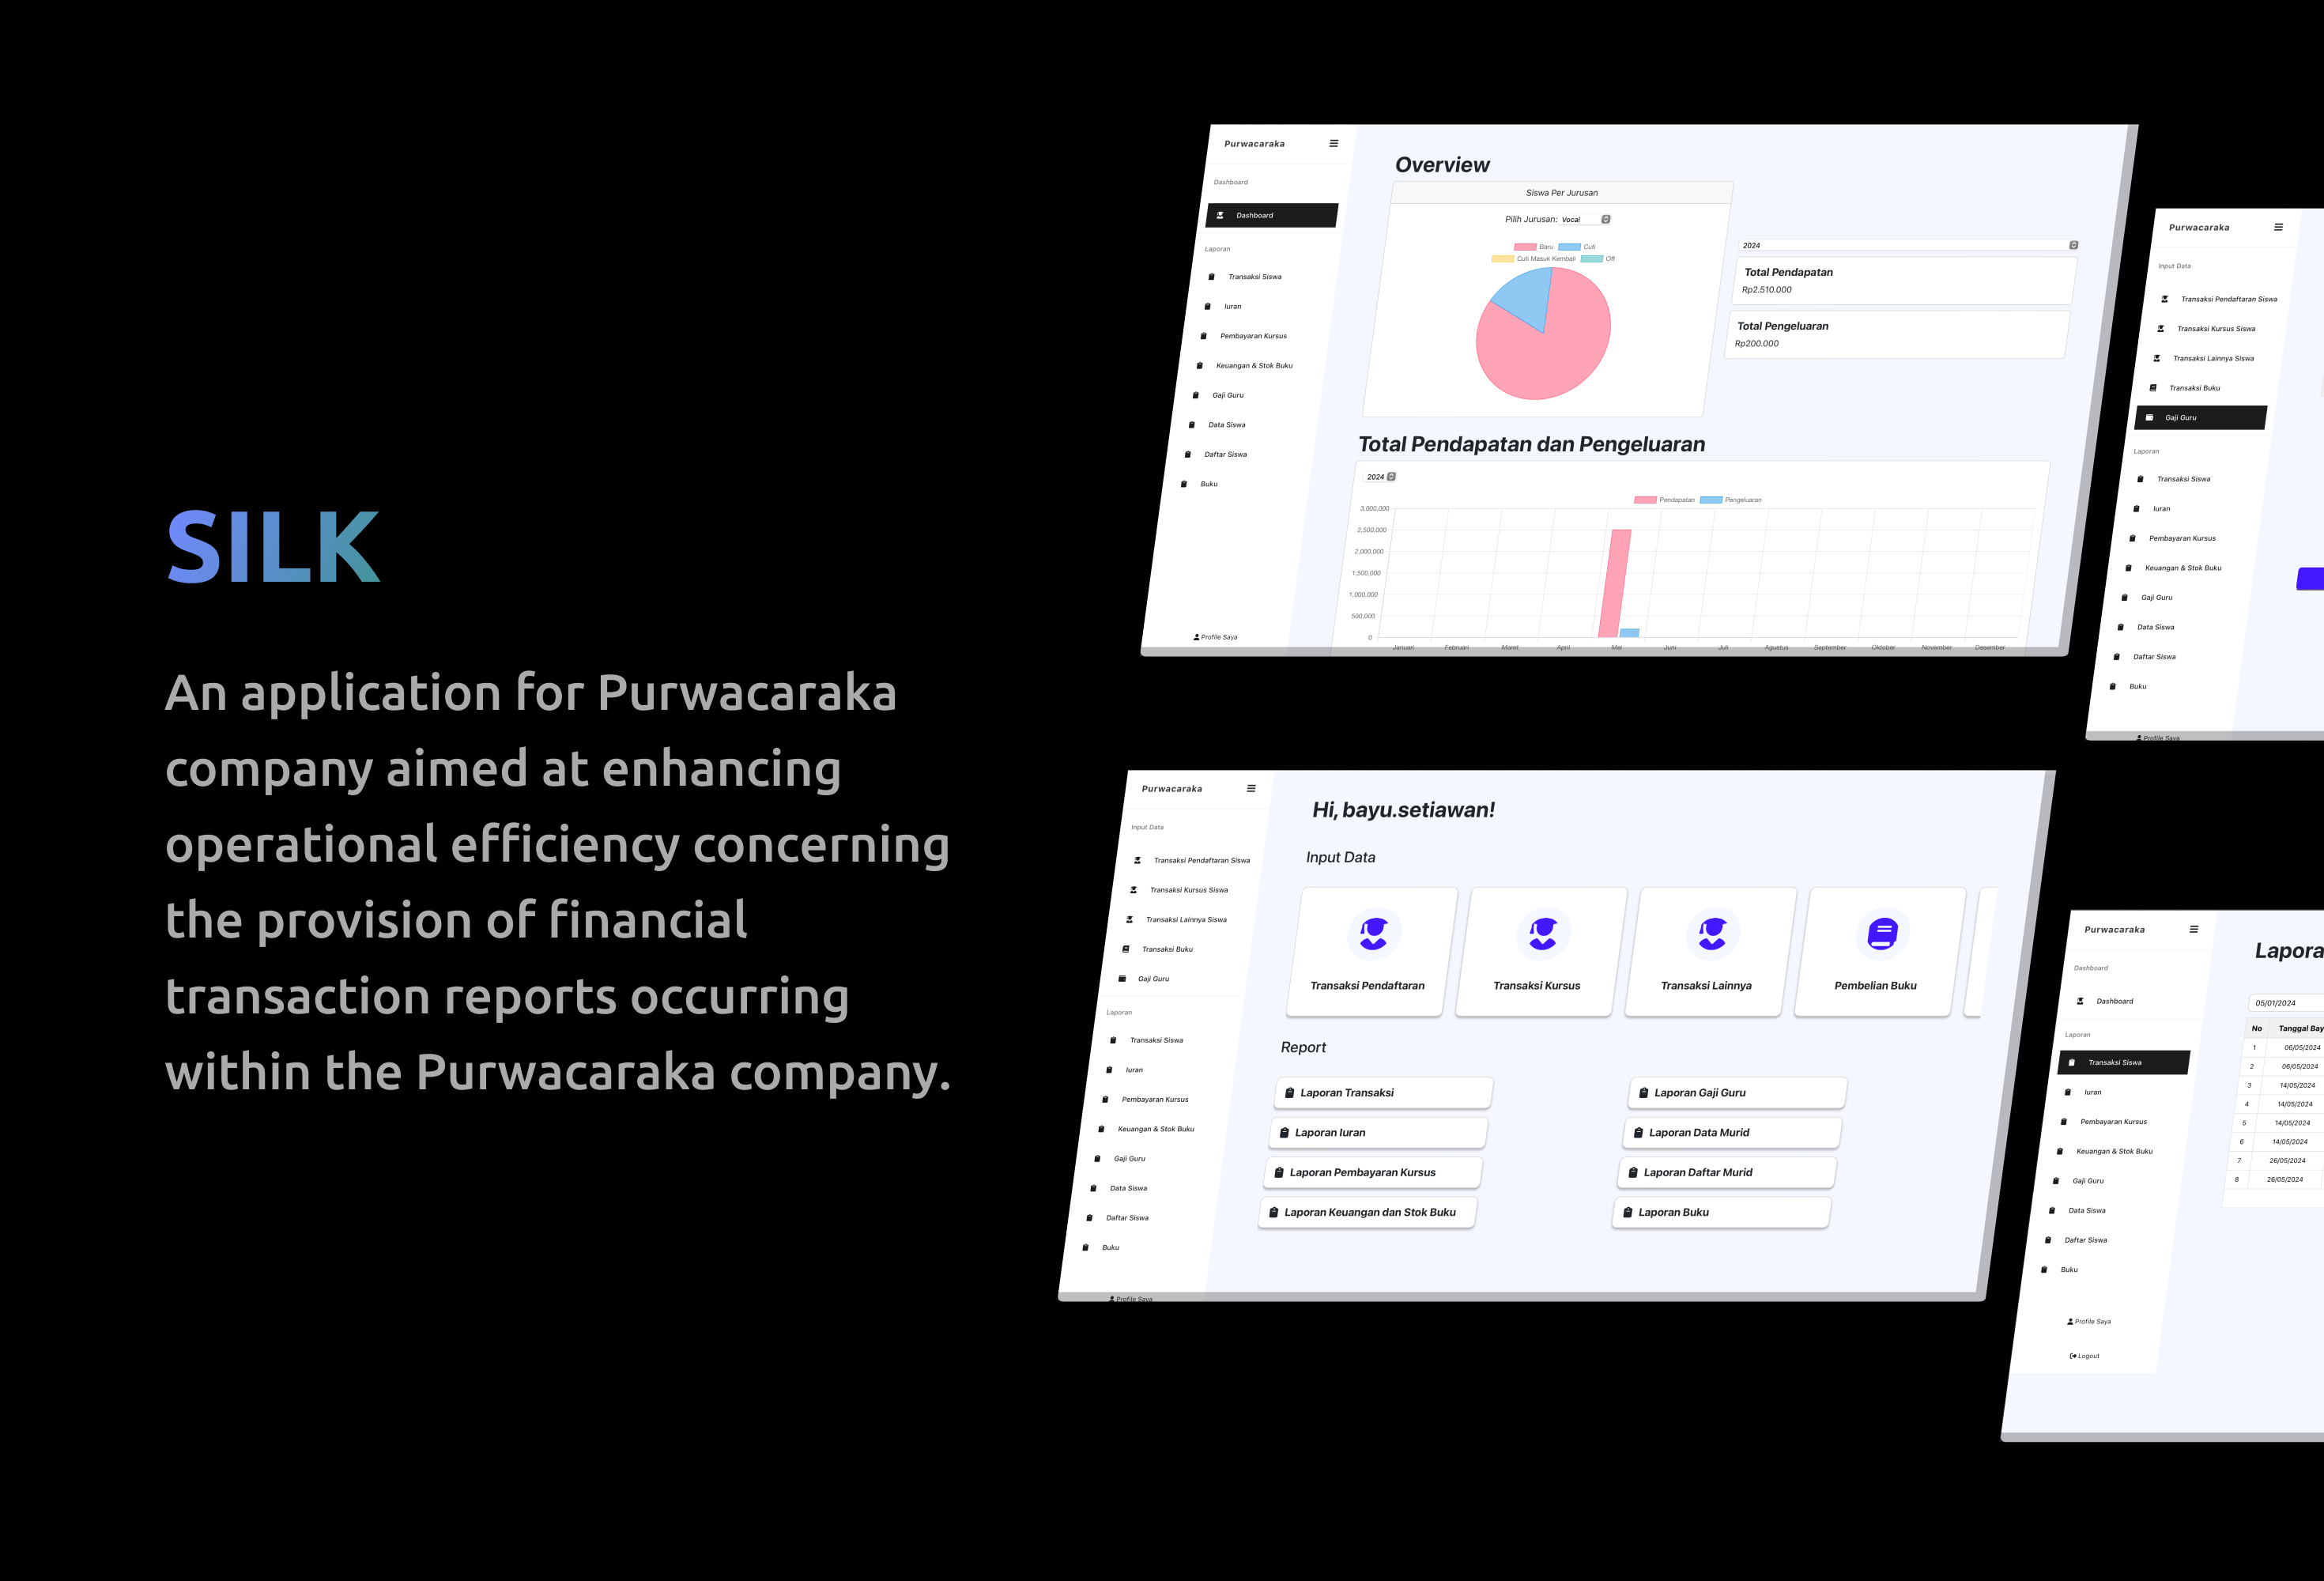 SILK
An application for Purwacaraka
company aimed at enhancing
operational efficiency concerning
the provision of financial
transaction reports occurring
within the Purwacaraka company.
Purwacaraka
Dashboard
Dashboard
Laporan
Transaksi Siswa
Iuran
Pembayaran Kursus
Keuangan & Stok Buku
Gaji Guru
Data Siswa
Daftar Siswa
Buku
Profile Saya
Overview
Siswa Per Jurusan
Pilih Jurusan: Vocal
Baru Cuti
Cuti Masuk Kembali Off
2024
Total Pendapatan
Rp2.510.000
Total Pengeluaran
Rp200.000
Total Pendapatan dan Pengeluaran
2024
Pendapatan Pengeluaran
3,000,000
2,500,000
2,000,000
1,500,000
1,000,000
500,000
0
Januari Februari Maret April Mei Juni Juli Agustus September Oktober November Desember
Purwacaraka
Input Data
Transaksi Pendaftaran Siswa
Transaksi Kursus Siswa
Transaksi Lainnya Siswa
Transaksi Buku
Gaji Guru
Laporan
Transaksi Siswa
Iuran
Pembayaran Kursus
Keuangan & Stok Buku
Gaji Guru
Data Siswa
Daftar Siswa
Buku
Profile Saya
Purwacaraka
Input Data
Transaksi Pendaftaran Siswa
Transaksi Kursus Siswa
Transaksi Lainnya Siswa
Transaksi Buku
Gaji Guru
Laporan
Transaksi Siswa
Iuran
Pembayaran Kursus
Keuangan & Stok Buku
Gaji Guru
Data Siswa
Daftar Siswa
Buku
Profile Saya
Hi, bayu.setiawan!
Input Data
Transaksi Pendaftaran
Transaksi Kursus
Transaksi Lainnya
Pembelian Buku
Report
Laporan Transaksi
Laporan Gaji Guru
Laporan Iuran
Laporan Data Murid
Laporan Pembayaran Kursus
Laporan Daftar Murid
Laporan Keuangan dan Stok Buku
Laporan Buku
Purwacaraka
Dashboard
Dashboard
Laporan
Transaksi Siswa
Iuran
Pembayaran Kursus
Keuangan & Stok Buku
Gaji Guru
Data Siswa
Daftar Siswa
Buku
Profile Saya
Logout
Lapora
05/01/2024
No Tanggal Bay
1 06/05/2024
2 06/05/2024
3 14/05/2024
4 14/05/2024
5 14/05/2024
6 14/05/2024
7 26/05/2024
8 26/05/2024